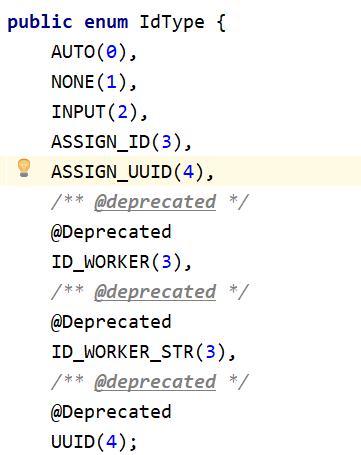 public enum IdType {
AUTO(0),
NONE(1),
INPUT(2),
ASSIGN_ID(3),
ASSIGN_UUID(4),
/** @deprecated */
@Deprecated
ID_WORKER(3),
/** @deprecated */
@Deprecated
ID_WORKER_STR(3),
/** @deprecated */
@Deprecated
UUID(4);